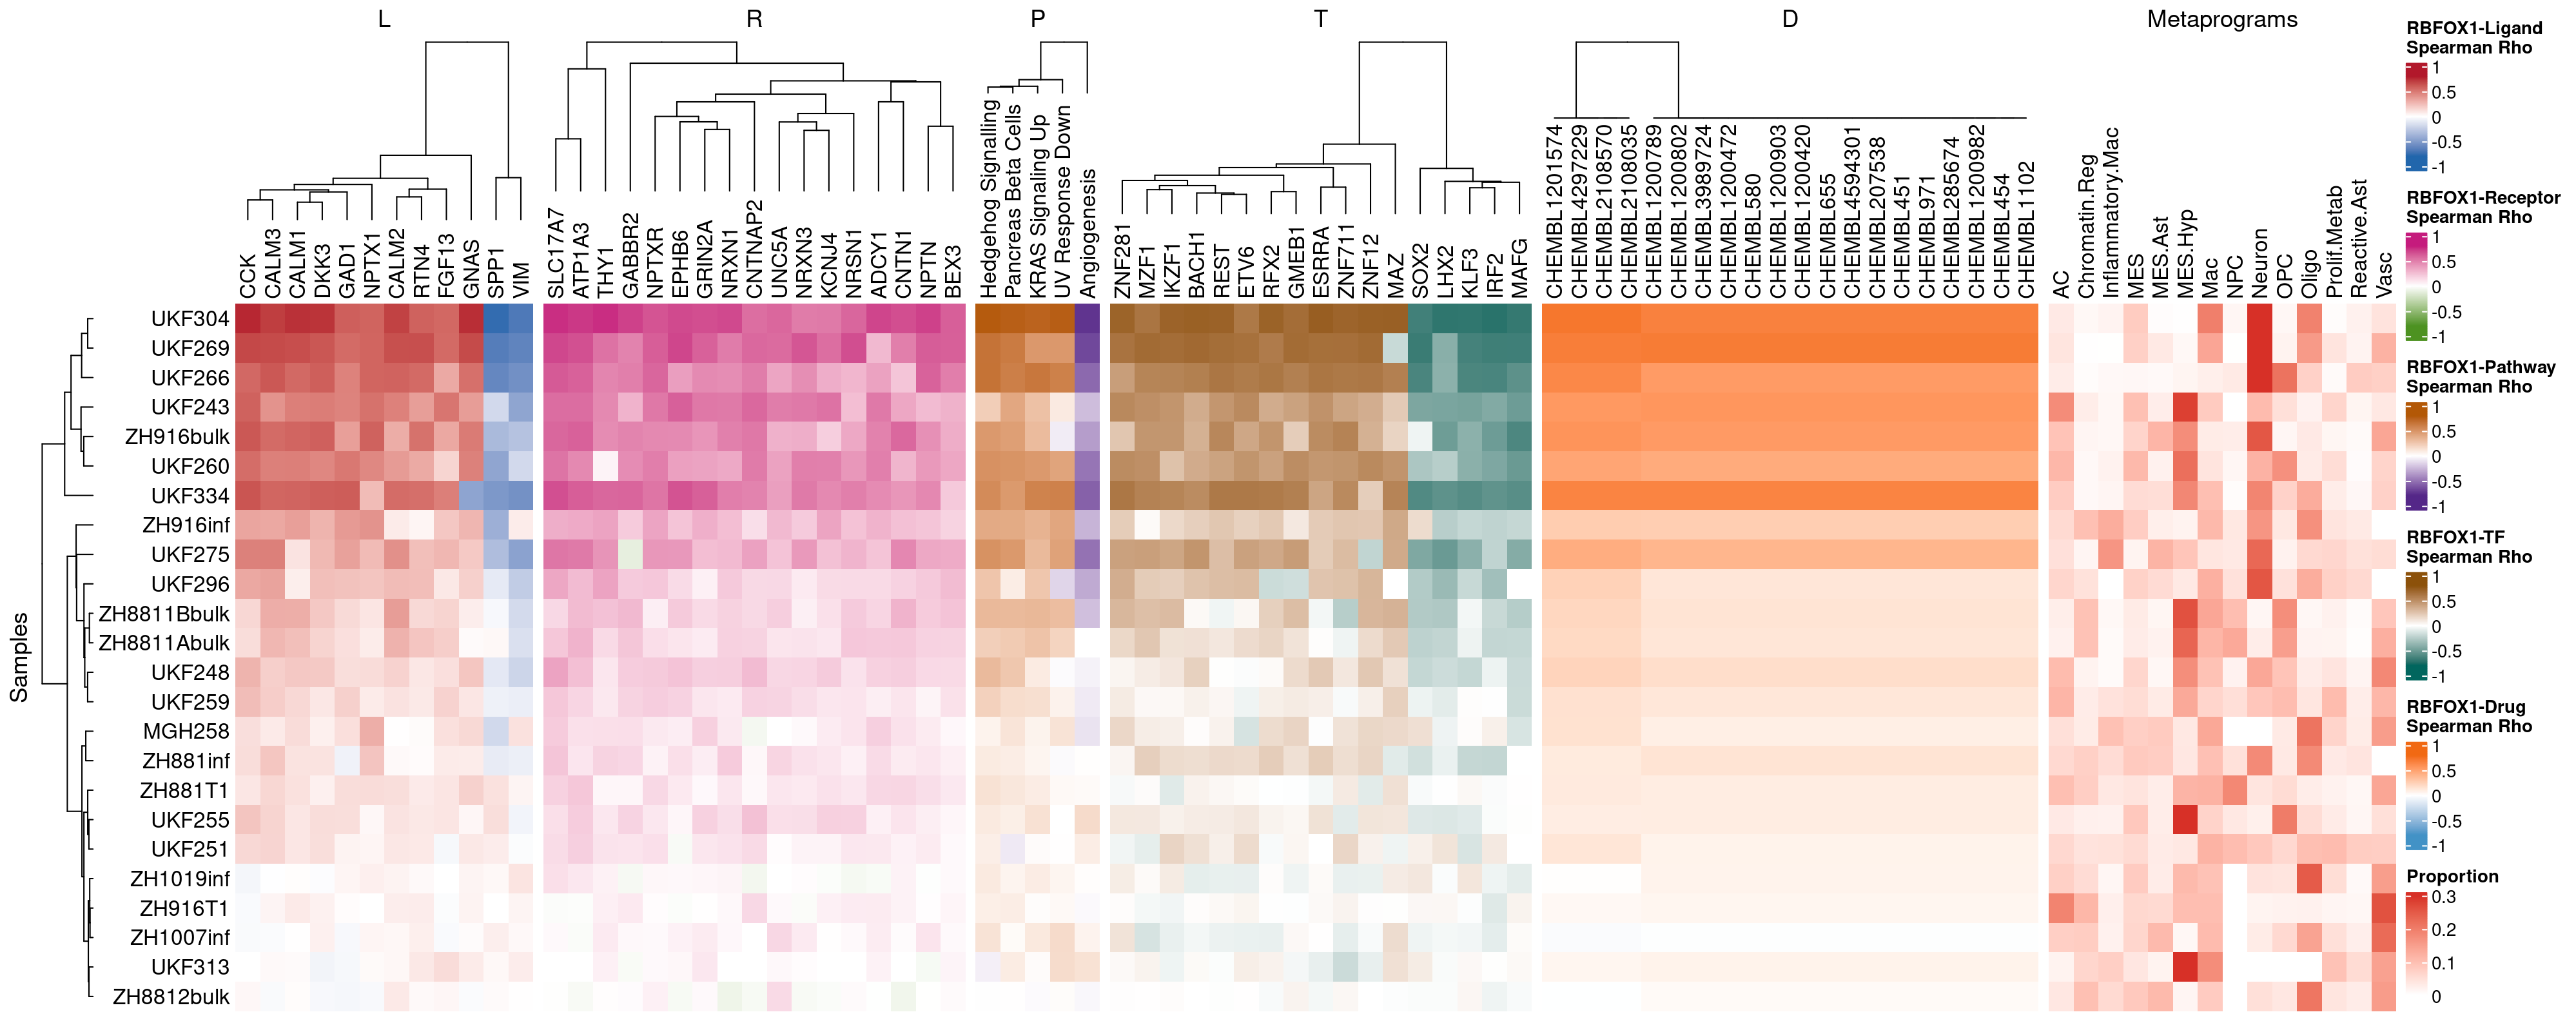 L
R
P
T
D
Metaprograms
CCK
CALM3
CALM1
DKK3
GAD1
NPTX1
CALM2
RTN4
FGF13
GNAS
SPP1
VIM
SLC17A7
ATP1A3
THY1
GABBR2
NPTXR
EPHB6
GRIN2A
NRXN1
CNTNAP2
UNC5A
NRXN3
KCNJ4
NRSN1
ADCY1
CNTN1
NPTN
BEX3
Hedgehog Signalling
Pancreas Beta Cells
KRAS Signaling Up
UV Response Down
Angiogenesis
ZNF281
MZF1
IKZF1
BACH1
REST
ETV6
RFX2
GMEB1
ESRRA
ZNF711
ZNF12
MAZ
SOX2
LHX2
KLF3
IRF2
MAFG
CHEMBL1201574
CHEMBL4297229
CHEMBL2108570
CHEMBL2108035
CHEMBL1200789
CHEMBL1200802
CHEMBL3989724
CHEMBL1200472
CHEMBL580
CHEMBL1200903
CHEMBL1200420
CHEMBL655
CHEMBL4594301
CHEMBL207538
CHEMBL451
CHEMBL971
CHEMBL285674
CHEMBL1200982
CHEMBL454
CHEMBL1102
AC
Chromatin.Reg
Inflammatory.Mac
MES
MES.Ast
MES.Hyp
Mac
NPC
Neuron
OPC
Oligo
Prolif.Metab
Reactive.Ast
Vasc
Samples
UKF304
UKF269
UKF266
UKF243
ZH916bulk
UKF260
UKF334
ZH916inf
UKF275
UKF296
ZH8811Bbulk
ZH8811Abulk
UKF248
UKF259
MGH258
ZH881inf
ZH881T1
UKF255
UKF251
ZH1019inf
ZH916T1
ZH1007inf
UKF313
ZH8812bulk
RBFOX1-Ligand
Spearman Rho
1
0.5
0
-0.5
-1
RBFOX1-Receptor
Spearman Rho
1
0.5
0
-0.5
-1
RBFOX1-Pathway
Spearman Rho
1
0.5
0
-0.5
-1
RBFOX1-TF
Spearman Rho
1
0.5
0
-0.5
-1
RBFOX1-Drug
Spearman Rho
1
0.5
0
-0.5
-1
Proportion
0.3
0.2
0.1
0